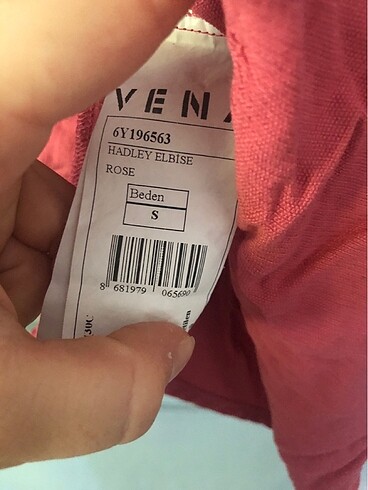 VENA
6Y196563
HADLEY ELBISE
ROSE
Beden
S
8 681979 065690